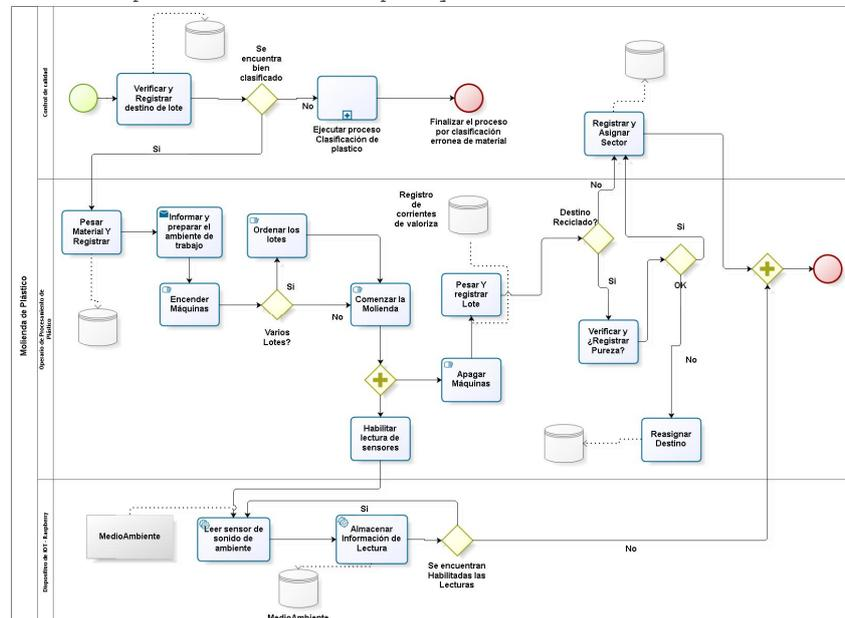 Molienda de Plástico
Control de calidad
Verificar y
Registrar
destino de lote
Se
encuentra
bien
clasificado
No
Si
Ejecutar proceso
Clasificación de
plastico
Finalizar el proceso
por clasificación
erronea de material
Registrar y
Asignar
Sector
Operario de Procesamiento de
Plástico
Pesar
Material Y
Registrar
Informar y
preparar el
ambiente de
trabajo
Encender
Máquinas
Ordenar los
lotes
Si
No
Varios
Lotes?
Comenzar la
Molienda
Habilitar
lectura de
sensores
Registro
de
corrientes
de valoriza
Pesar Y
registrar
Lote
Apagar
Máquinas
Destino
Reciclado?
No
Si
Verificar y
¿Registrar
Pureza?
Si
OK
No
Reasignar
Destino
Dispositivo de IOT - Raspberry
MedioAmbiente
Leer sensor de
sonido de
ambiente
Si
Almacenar
Información de
Lectura
Se encuentran
Habilitadas las
Lecturas
No
MedioAmbiente